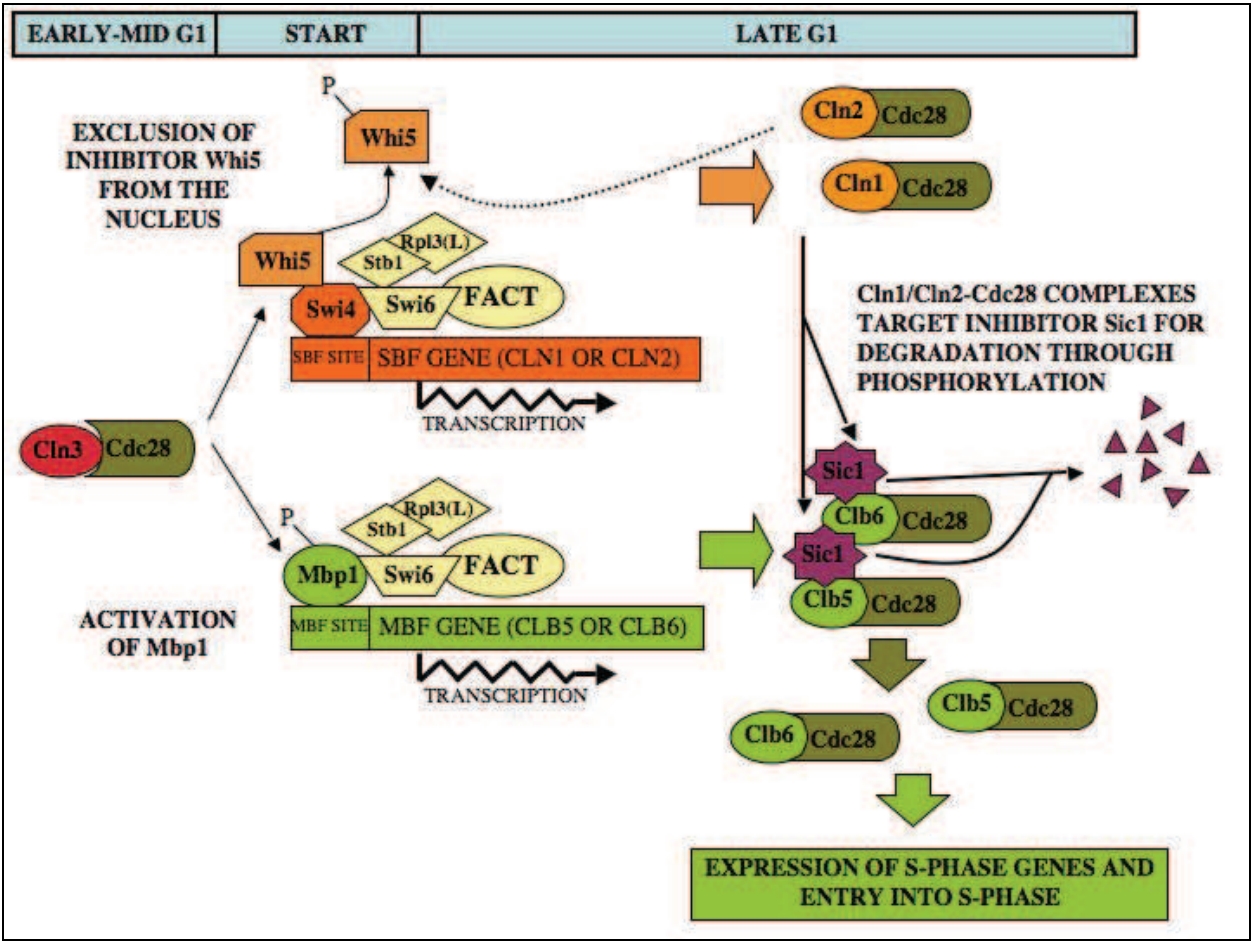 EARLY-MID G1
START
LATE G1
P
Whi5
EXCLUSION OF
INHIBITOR Whi5
FROM THE
NUCLEUS
Whi5
Rpl3(L)
Stb1
Swi4
Swi6
FACT
SBF SITE
SBF GENE (CLN1 OR CLN2)
TRANSCRIPTION
Cln3
Cdc28
P
Rpl3(L)
Stb1
Mbp1
Swi6
FACT
ACTIVATION
OF Mbp1
MBF SITE
MBF GENE (CLB5 OR CLB6)
TRANSCRIPTION
Cln2
Cdc28
Cln1
Cdc28
Cln1/Cln2-Cdc28 COMPLEXES
TARGET INHIBITOR Sic1 FOR
DEGRADATION THROUGH
PHOSPHORYLATION
Sic1
Clb6
Cdc28
Sic1
Clb5
Cdc28
Clb5
Cdc28
Clb6
Cdc28
EXPRESSION OF S-PHASE GENES AND
ENTRY INTO S-PHASE